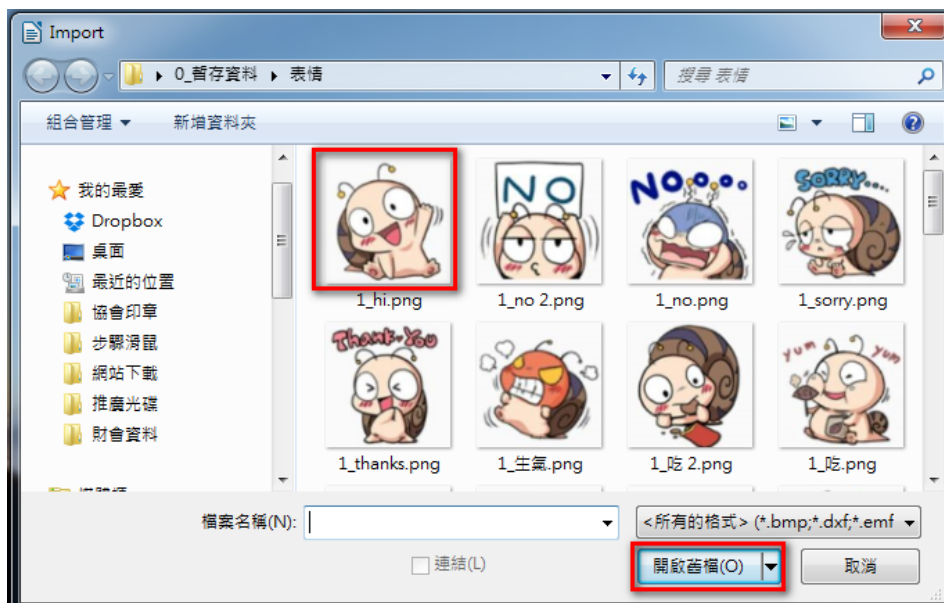 Import
0_暫存資料
表情
搜尋 表情
組合管理
新增資料夾
我的最愛
Dropbox
桌面
最近的位置
協會印章
步驟滑鼠
網站下載
推廣光碟
財會資料
NO
NO
SORRY...
1_hi.png
1_no 2.png
1_no.png
1_sorry.png
Thank·You
yum
yum
1_thanks.png
1_生氣.png
1_吃 2.png
1_吃.png
檔案名稱(N):
<所有的格式> (*.bmp;*.dxf;*.emf
連結(L)
開啟舊檔(O)
取消